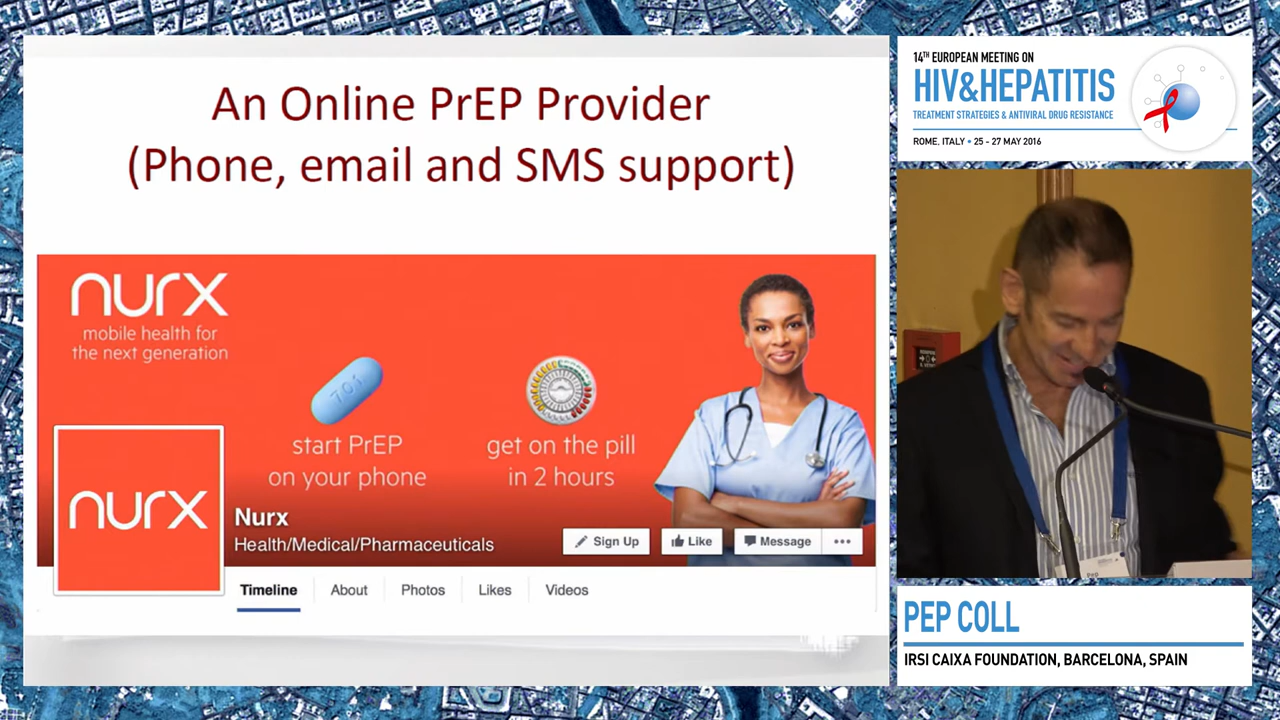 An Online PrEP Provider
(Phone, email and SMS support)
nurx
mobile health for
the next generation
701
start PrEP
on your phone
get on the pill
in 2 hours
nurx
Nurx
Health/Medical/Pharmaceuticals
Sign Up
Like
Message
Timeline
About
Photos
Likes
Videos
14TH EUROPEAN MEETING ON
HIV&HEPATITIS
TREATMENT STRATEGIES & ANTIVIRAL DRUG RESISTANCE
ROME, ITALY • 25 - 27 MAY 2016
PEP COLL
IRSI CAIXA FOUNDATION, BARCELONA, SPAIN